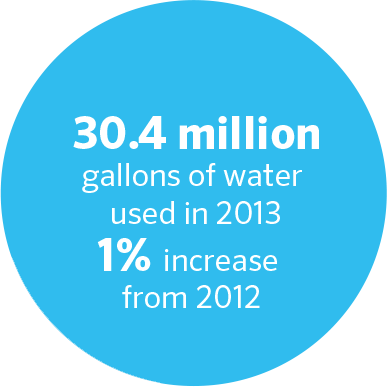 30.4 million
gallons of water
used in 2013
1% increase
from 2012